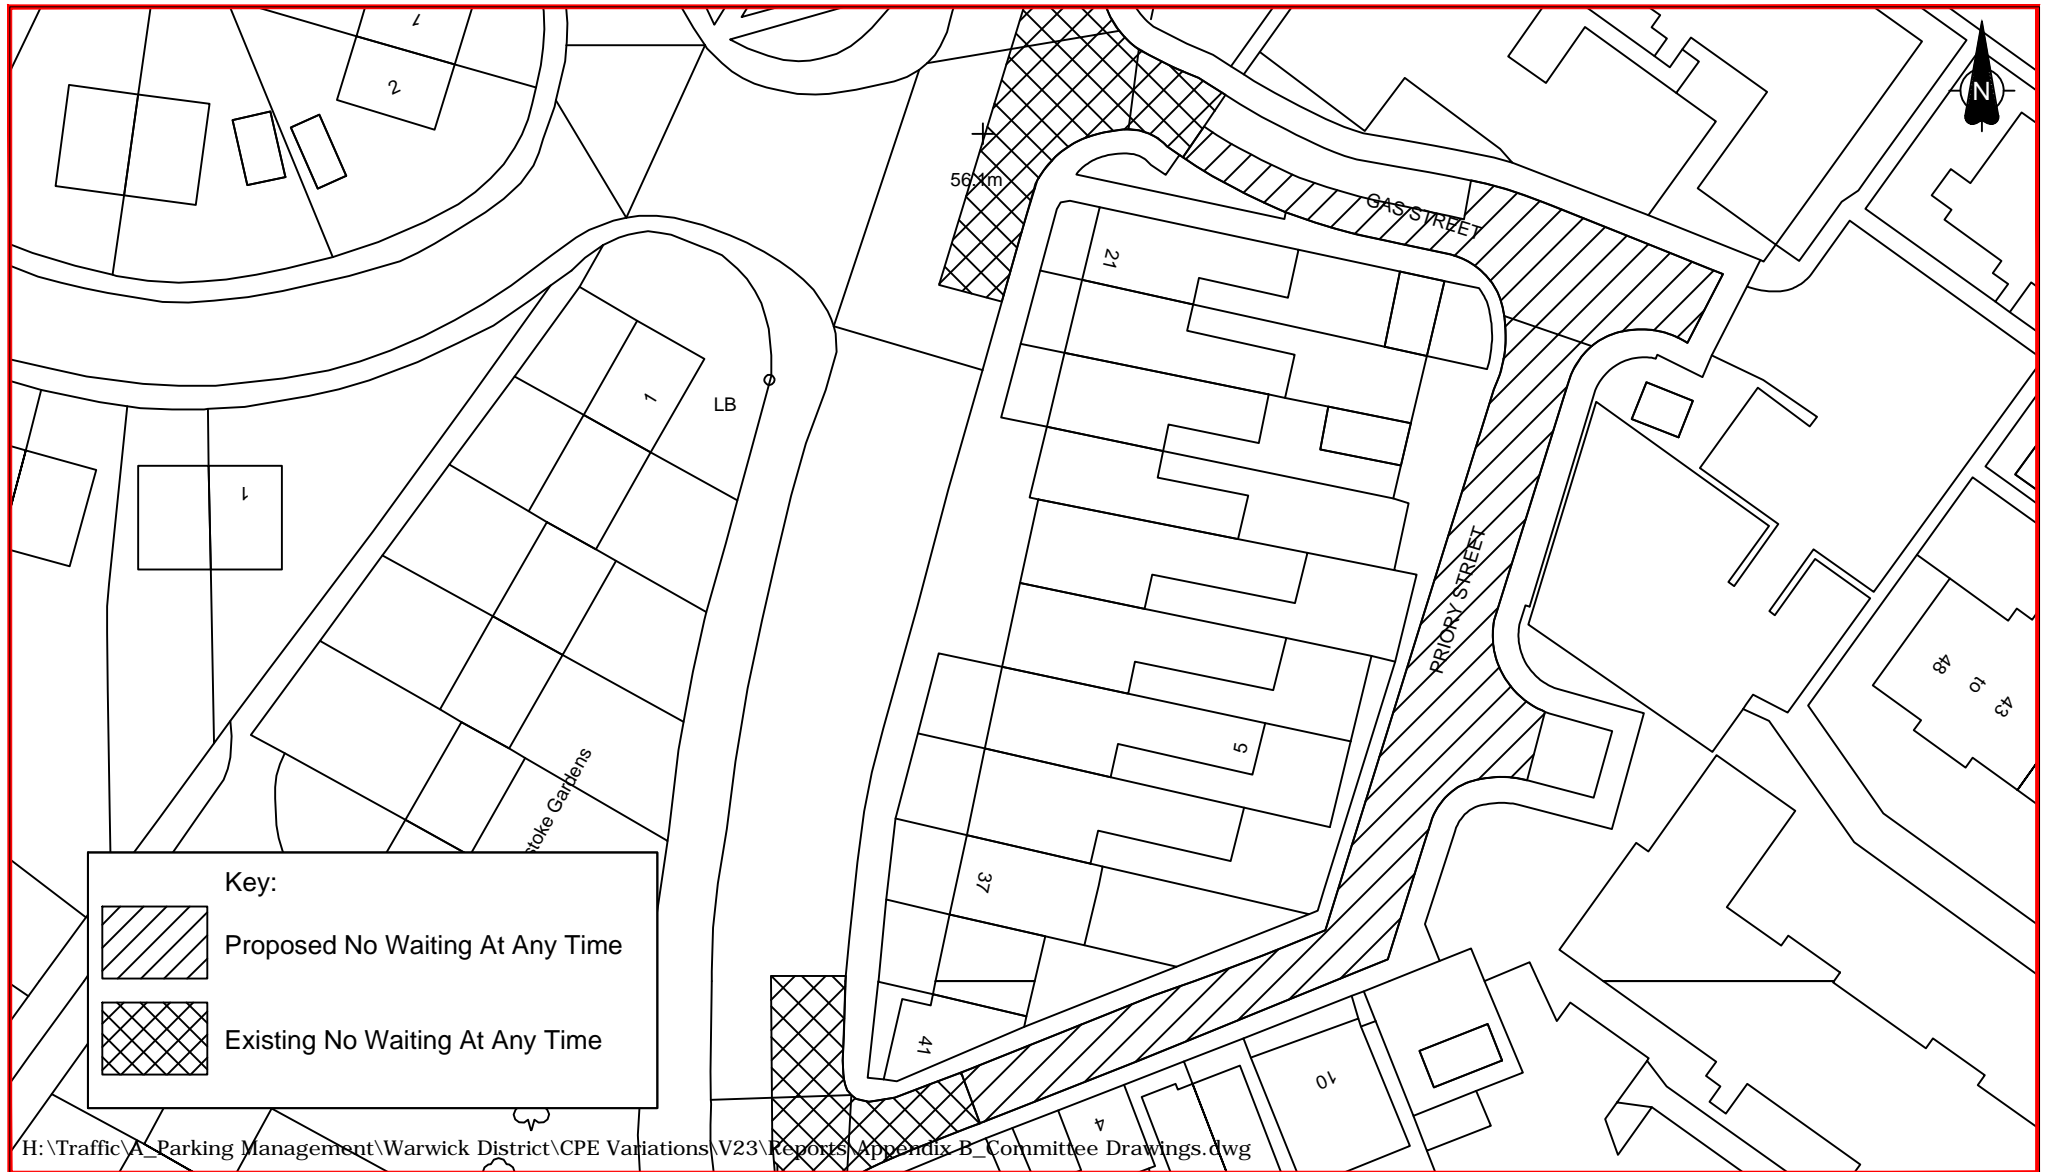 1
2
N
56.1m
GAS STREET
21
1
LB
1
PRIORY STREET
48
to
43
5
stoke Gardens
37
Key:
Proposed No Waiting At Any Time
Existing No Waiting At Any Time
41
10
4
H:\Traffic\A_Parking Management\Warwick District\CPE Variations\V23\Reports\Appendix B_Committee Drawings.dwg